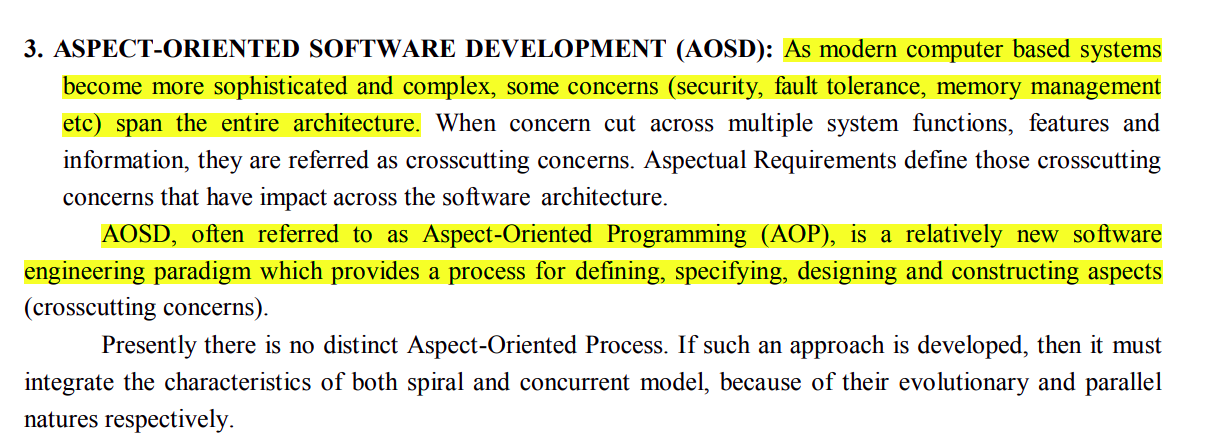 3. ASPECT-ORIENTED SOFTWARE DEVELOPMENT (AOSD): As modern computer based systems
become more sophisticated and complex, some concerns (security, fault tolerance, memory management
etc) span the entire architecture. When concern cut across multiple system functions, features and
information, they are referred as crosscutting concerns. Aspectual Requirements define those crosscutting
concerns that have impact across the software architecture.
AOSD, often referred to as Aspect-Oriented Programming (AOP), is a relatively new software
engineering paradigm which provides a process for defining, specifying, designing and constructing aspects
(crosscutting concerns).
Presently there is no distinct Aspect-Oriented Process. If such an approach is developed, then it must
integrate the characteristics of both spiral and concurrent model, because of their evolutionary and parallel
natures respectively.